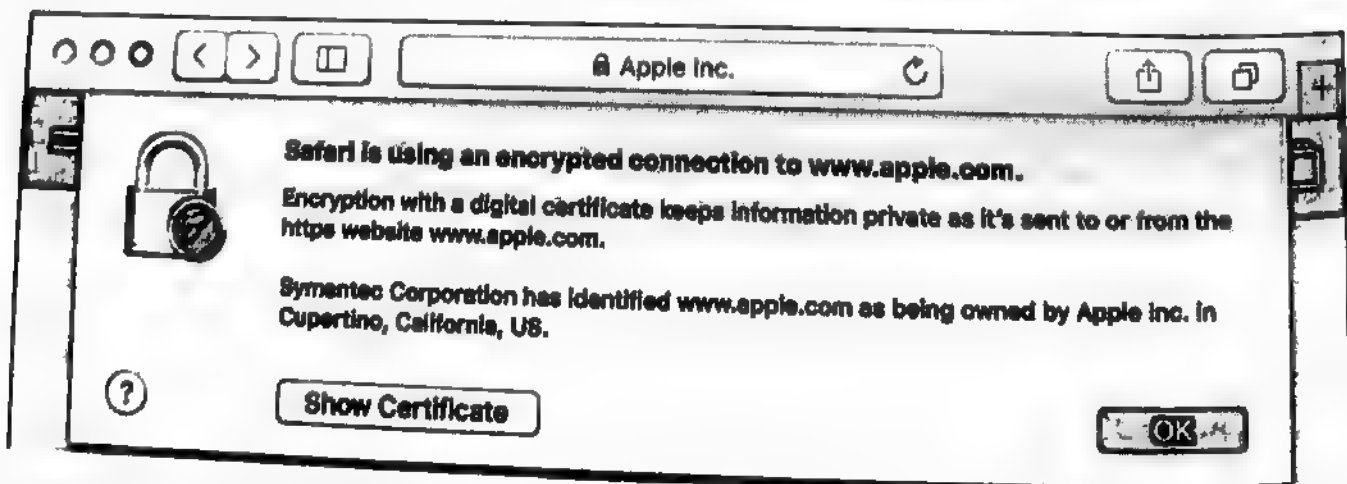 Apple Inc.
+
Safari is using an encrypted connection to www.apple.com.
Encryption with a digital certificate keeps information private as it's sent to or from the
https website www.apple.com.
Symantec Corporation has identified www.apple.com as being owned by Apple Inc. in
Cupertino, California, US.
?
Show Certificate
OK